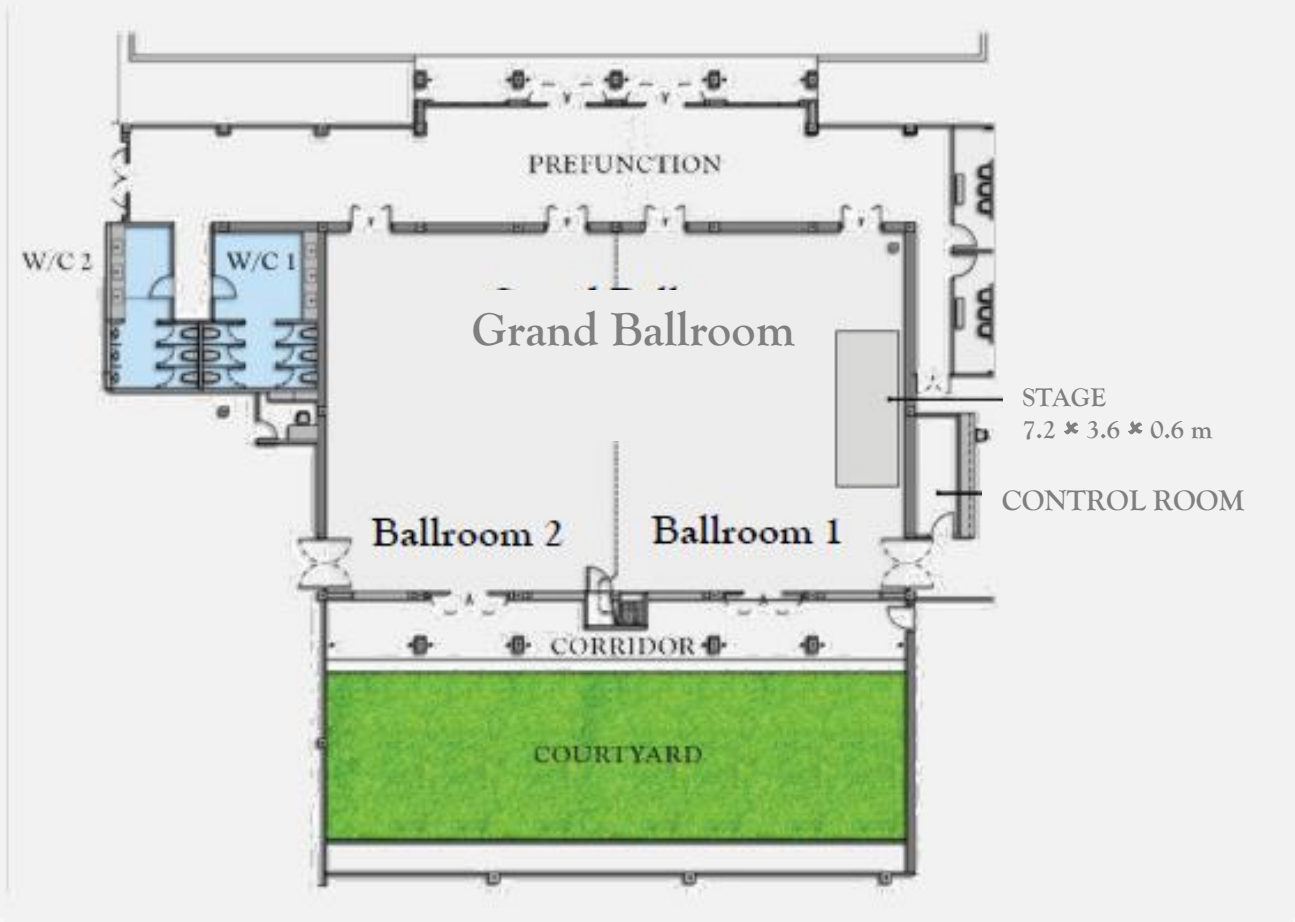 PREFUNCTION
W/C 2
W/C 1
Grand Ballroom
STAGE
7.2 × 3.6 × 0.6 m
CONTROL ROOM
Ballroom 2
Ballroom 1
CORRIDOR
COURTYARD